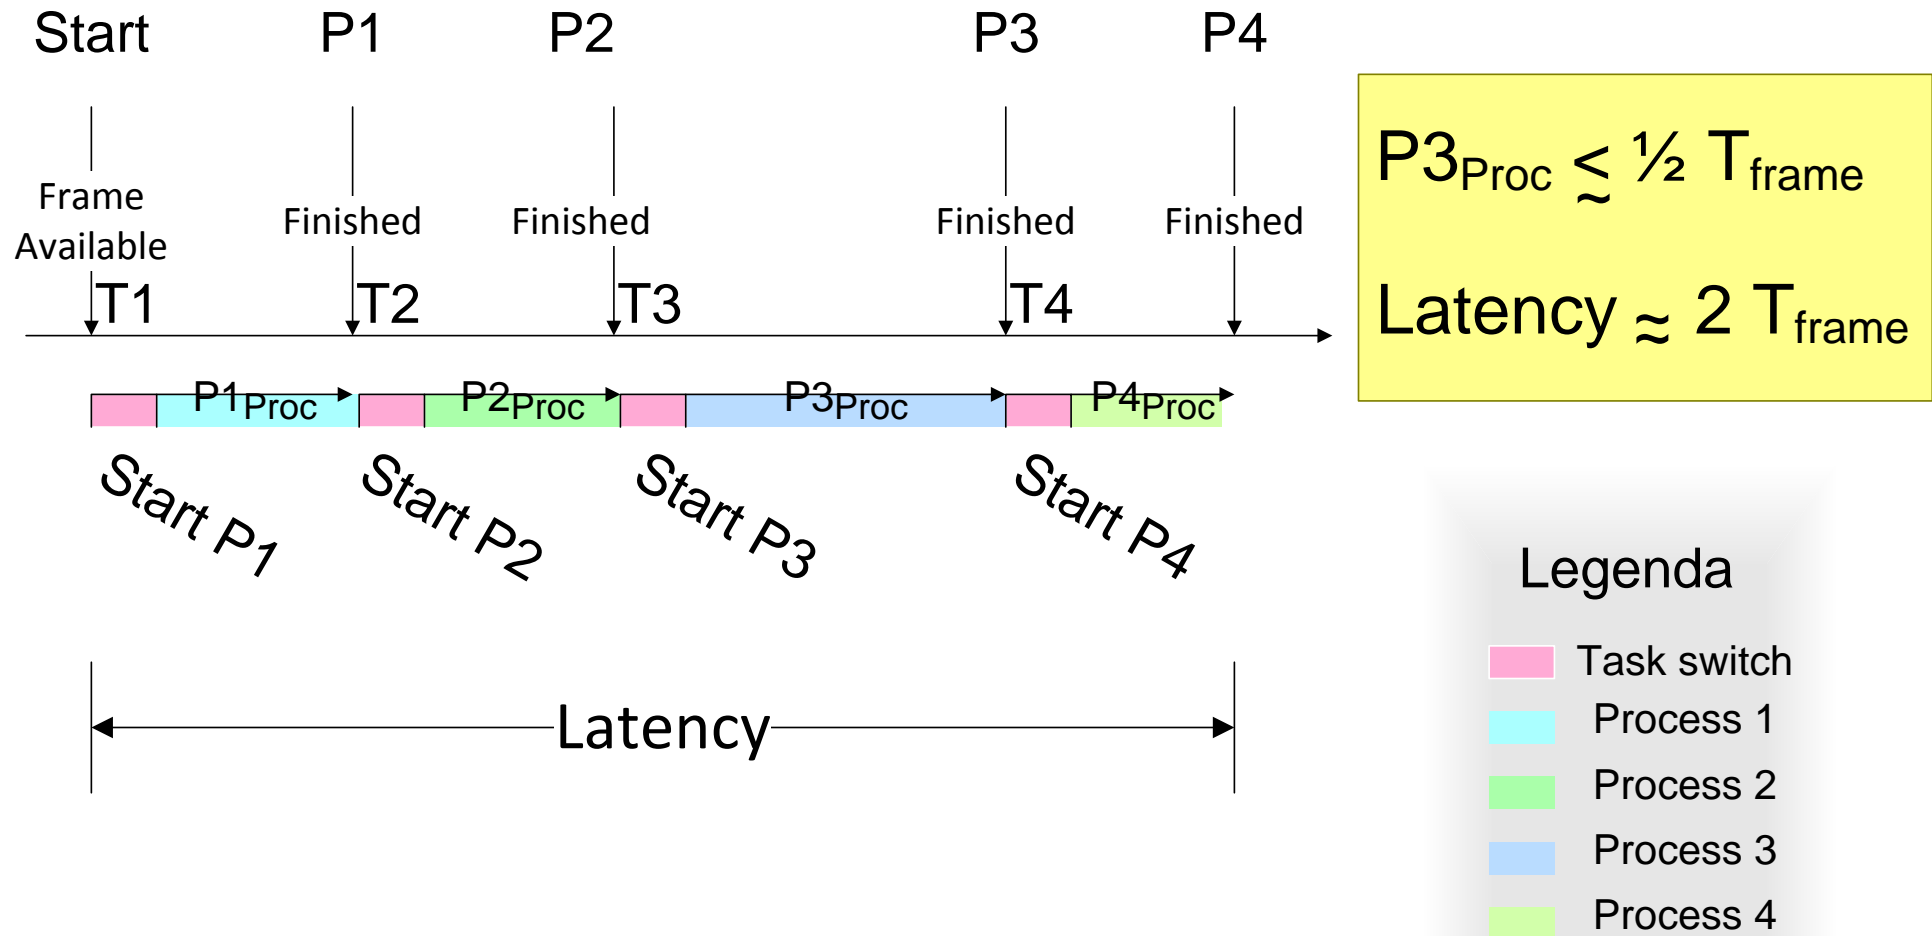 Start P1 P2 P3 P4
Frame
Available
Finished Finished Finished Finished
T1 T2 T3 T4
P3Proc ≲ ½ Tframe
Latency ≈ 2 Tframe
P1Proc P2Proc P3Proc P4Proc
Start P1
Start P2
Start P3
Start P4
Latency
Legenda
Task switch
Process 1
Process 2
Process 3
Process 4